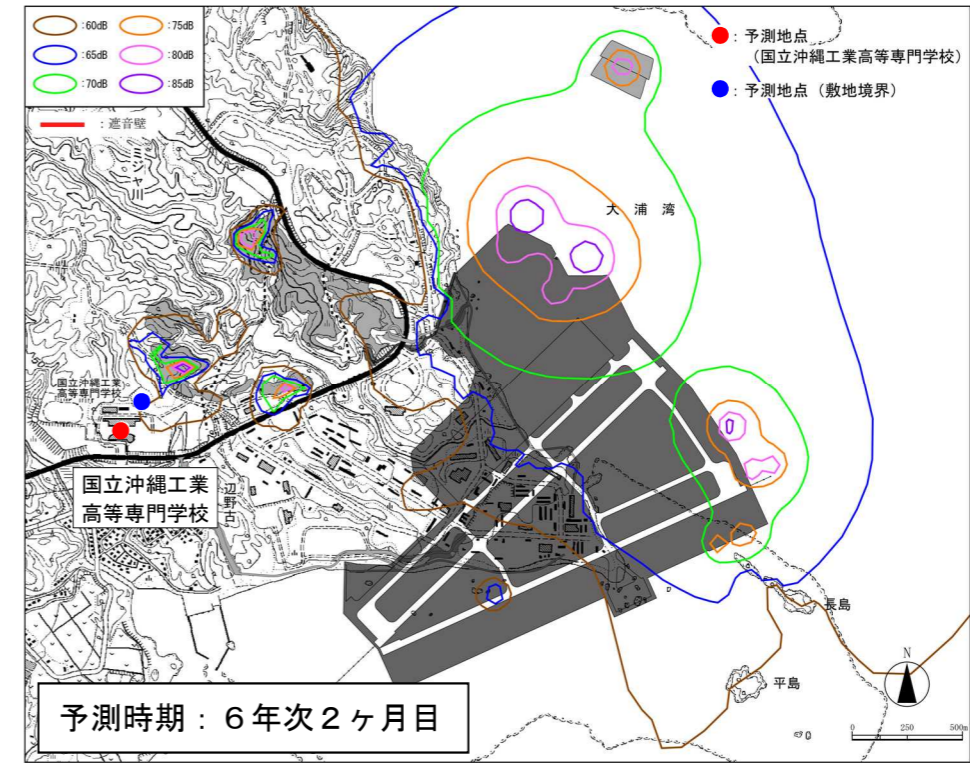 :60dB
:75dB
:65dB
:80dB
:70dB
:85dB
:遮音壁
:予測地点
(国立沖縄工業高等専門学校)
:予測地点(敷地境界)
大浦湾
国立沖縄工業
高等専門学校
国立沖縄工業
高等専門学校
辺野古
長島
平島
N
0 250 500m
予測時期:6年次2ヶ月目